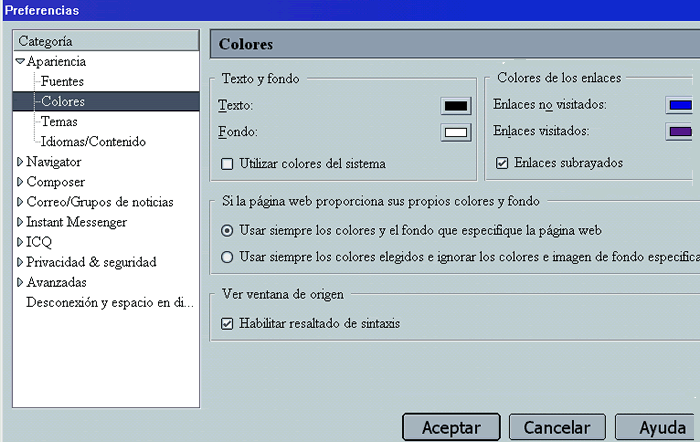 Preferencias
Categoría
Apariencia
Fuentes
Colores
Temas
Idiomas/Contenido
Navigator
Composer
Correo/Grupos de noticias
Instant Messenger
ICQ
Privacidad & seguridad
Avanzadas
Desconexión y espacio en di...
Colores
Texto y fondo
Texto:
Fondo:
Utilizar colores del sistema
Colores de los enlaces
Enlaces no visitados:
Enlaces visitados:
Enlaces subrayados
Si la página web proporciona sus propios colores y fondo
Usar siempre los colores y el fondo que especifique la página web
Usar siempre los colores elegidos e ignorar los colores e imagen de fondo especifica
Ver ventana de origen
Habilitar resaltado de sintaxis
Aceptar
Cancelar
Ayuda